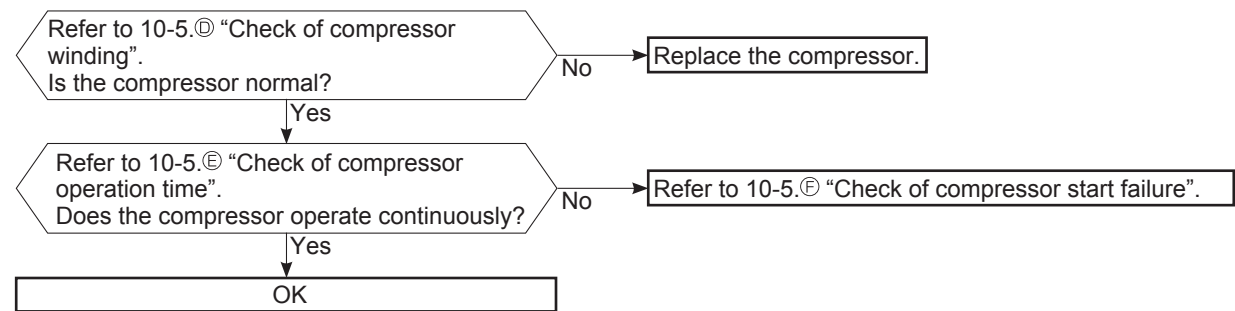 Refer to 10-5.Ⓓ “Check of compressor
winding”.
Is the compressor normal?
No
Replace the compressor.
Yes
Refer to 10-5.Ⓔ “Check of compressor
operation time”.
Does the compressor operate continuously?
No
Refer to 10-5.Ⓕ “Check of compressor start failure”.
Yes
OK